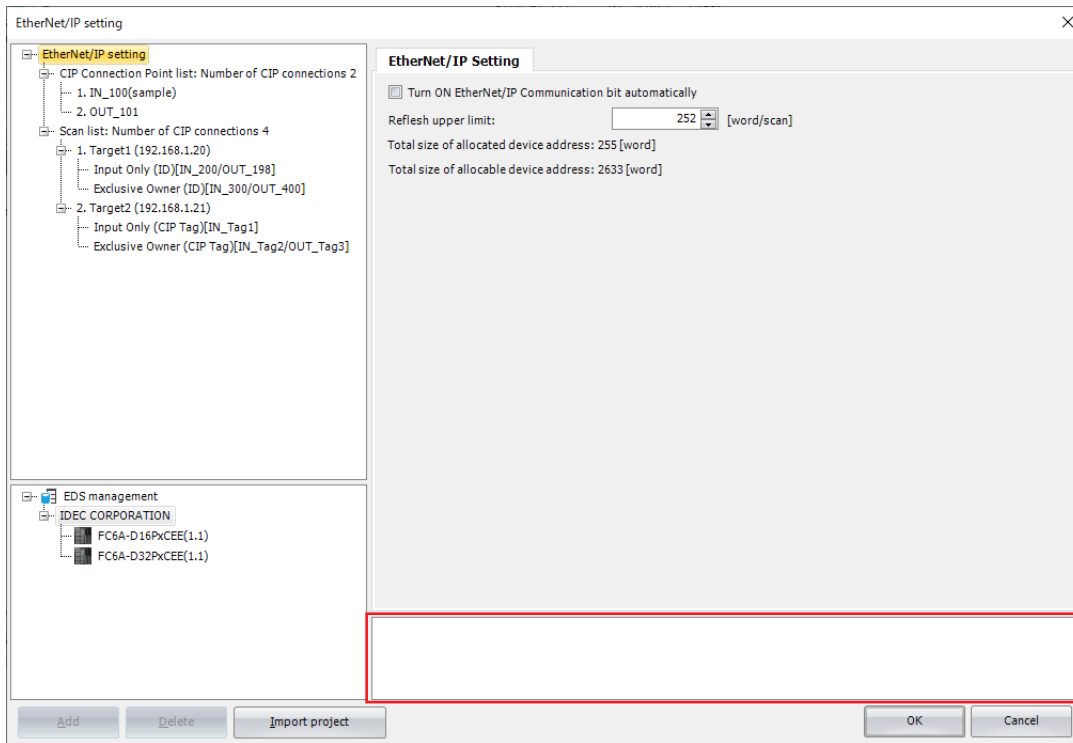 EtherNet/IP setting
EtherNet/IP setting
CIP Connection Point list: Number of CIP connections 2
1. IN_100(sample)
2. OUT_101
Scan list: Number of CIP connections 4
1. Target1 (192.168.1.20)
Input Only (ID)[IN_200/OUT_198]
Exclusive Owner (ID)[IN_300/OUT_400]
2. Target2 (192.168.1.21)
Input Only (CIP Tag)[IN_Tag1]
Exclusive Owner (CIP Tag)[IN_Tag2/OUT_Tag3]
EDS management
IDEC CORPORATION
FC6A-D16PxCEE(1.1)
FC6A-D32PxCEE(1.1)
EtherNet/IP Setting
Turn ON EtherNet/IP Communication bit automatically
Reflesh upper limit: 252 [word/scan]
Total size of allocated device address: 255 [word]
Total size of allocable device address: 2633 [word]
Add Delete Import project OK Cancel